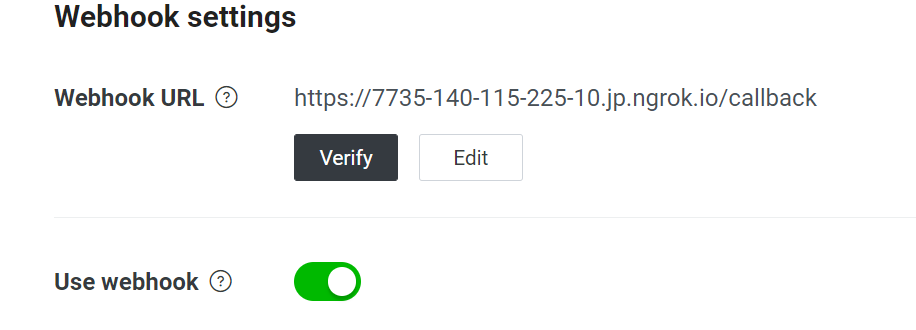 Webhook settings
Webhook URL ? https://7735-140-115-225-10.jp.ngrok.io/callback
Verify Edit
Use webhook ?